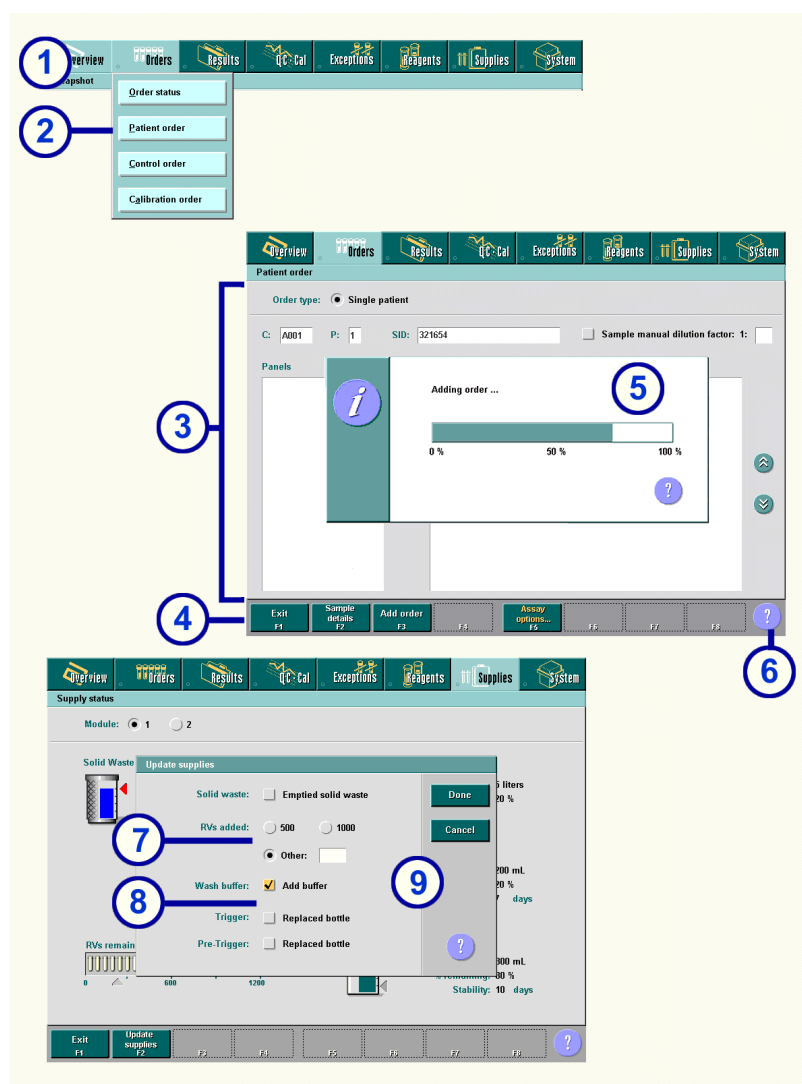 1
verview Orders Results QC-Cal Exceptions Reagents Supplies System
apshot
Order status
2
Patient order
Control order
Calibration order
Overview Orders Results QC-Cal Exceptions Reagents Supplies System
Patient order
3
Order type: Single patient
C: A001 P: 1 SID: 321654 Sample manual dilution factor: 1:
Panels
i
Adding order ...
5
0 % 50 % 100 %
?
4
Exit F1
Sample details F2
Add order F3
F4
Assay options... F5
F6
F7
F8
?
6
Overview Orders Results QC-Cal Exceptions Reagents Supplies System
Supply status
Module: 1 2
Solid Waste
Update supplies
Solid waste: Emptied solid waste
Done
5 liters
20 %
7
RVs added: 500 1000
Cancel
Other:
8
Wash buffer: Add buffer
9
200 mL
20 %
7 days
Trigger: Replaced bottle
Pre-Trigger: Replaced bottle
?
RVs remain
300 mL
80 %
0 600 1200
Stability: 10 days
Exit F1
Update supplies F2
F3
F4
F5
F6
F7
F8
?